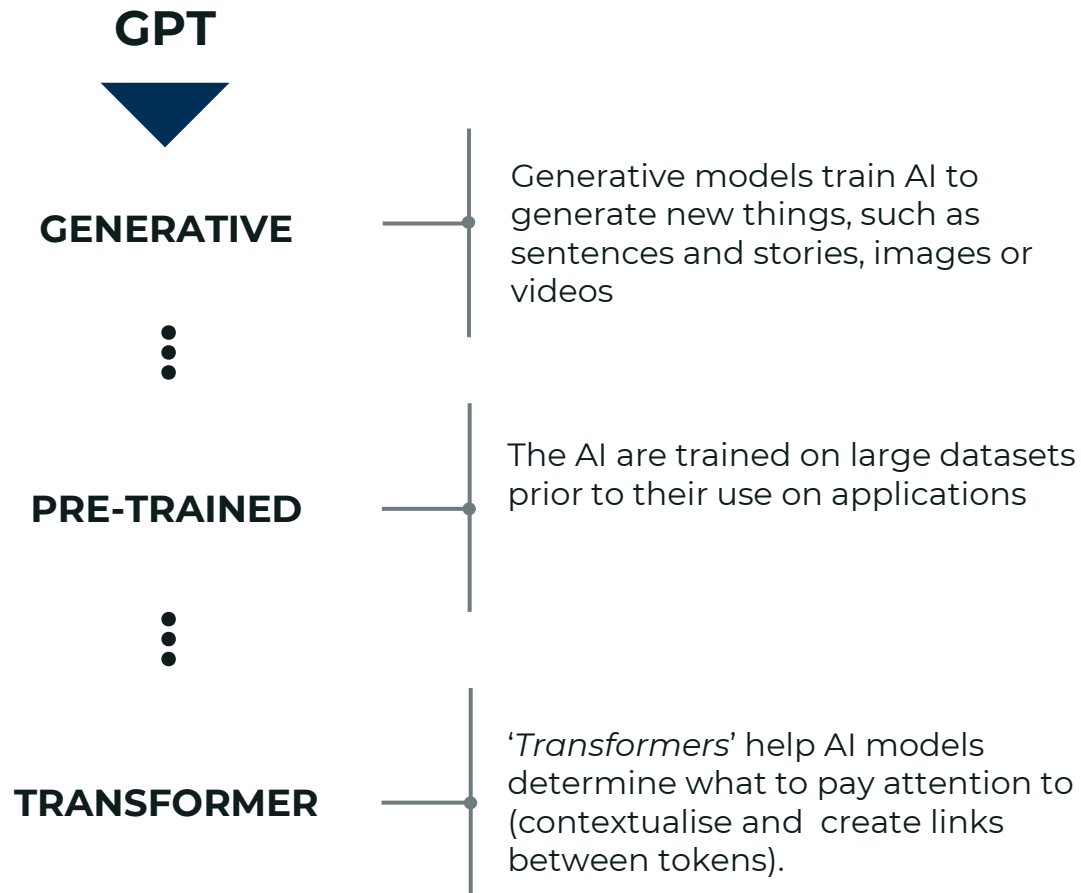 GPT
GENERATIVE
Generative models train AI to
generate new things, such as
sentences and stories, images or
videos
PRE-TRAINED
The AI are trained on large datasets
prior to their use on applications
TRANSFORMER
‘Transformers’ help AI models
determine what to pay attention to
(contextualise and  create links
between tokens).